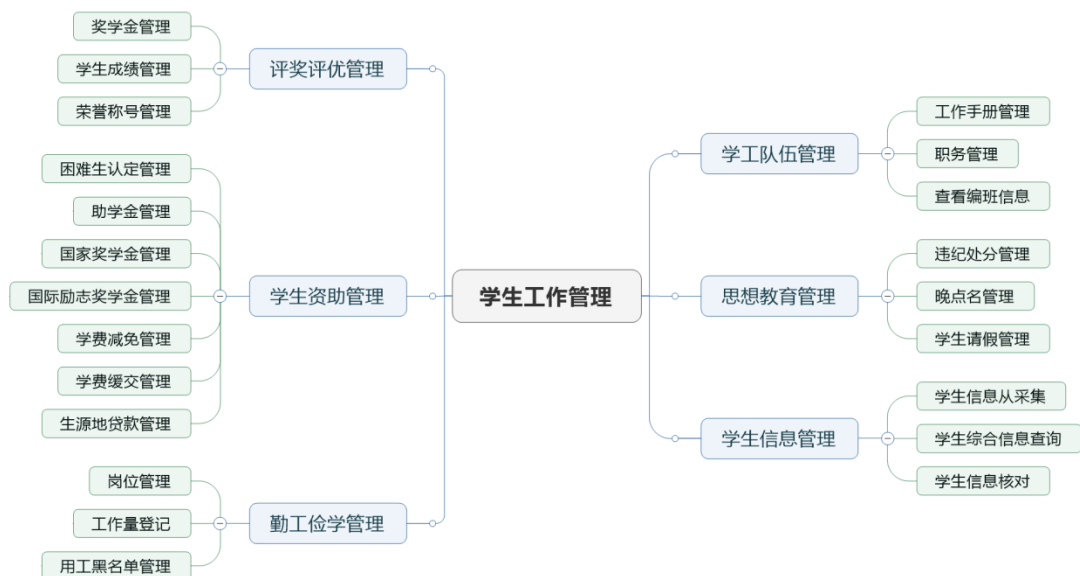 学生工作管理
评奖评优管理
奖学金管理
学生成绩管理
荣誉称号管理
学生资助管理
困难生认定管理
助学金管理
国家奖学金管理
国际励志奖学金管理
学费减免管理
学费缓交管理
生源地贷款管理
勤工俭学管理
岗位管理
工作量登记
用工黑名单管理
学工队伍管理
工作手册管理
职务管理
查看编班信息
思想教育管理
违纪处分管理
晚点名管理
学生请假管理
学生信息管理
学生信息从采集
学生综合信息查询
学生信息核对